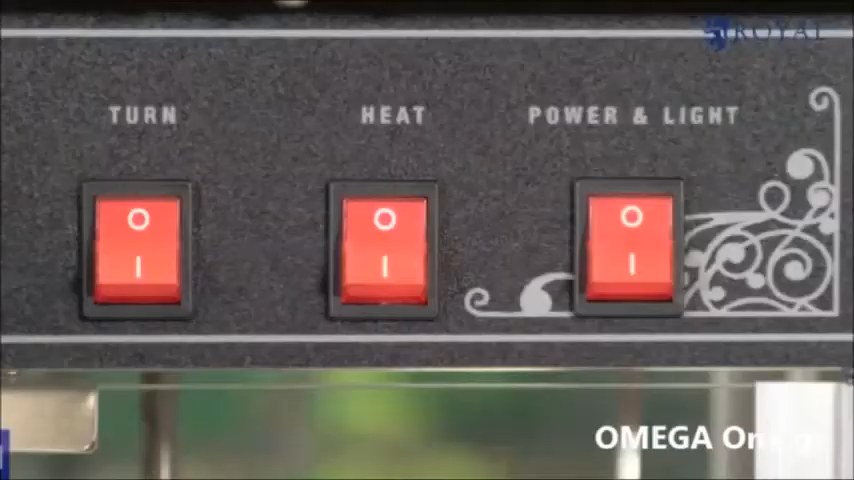 ROYAL
TURN HEAT POWER & LIGHT
O O O
I I I
OMEGA